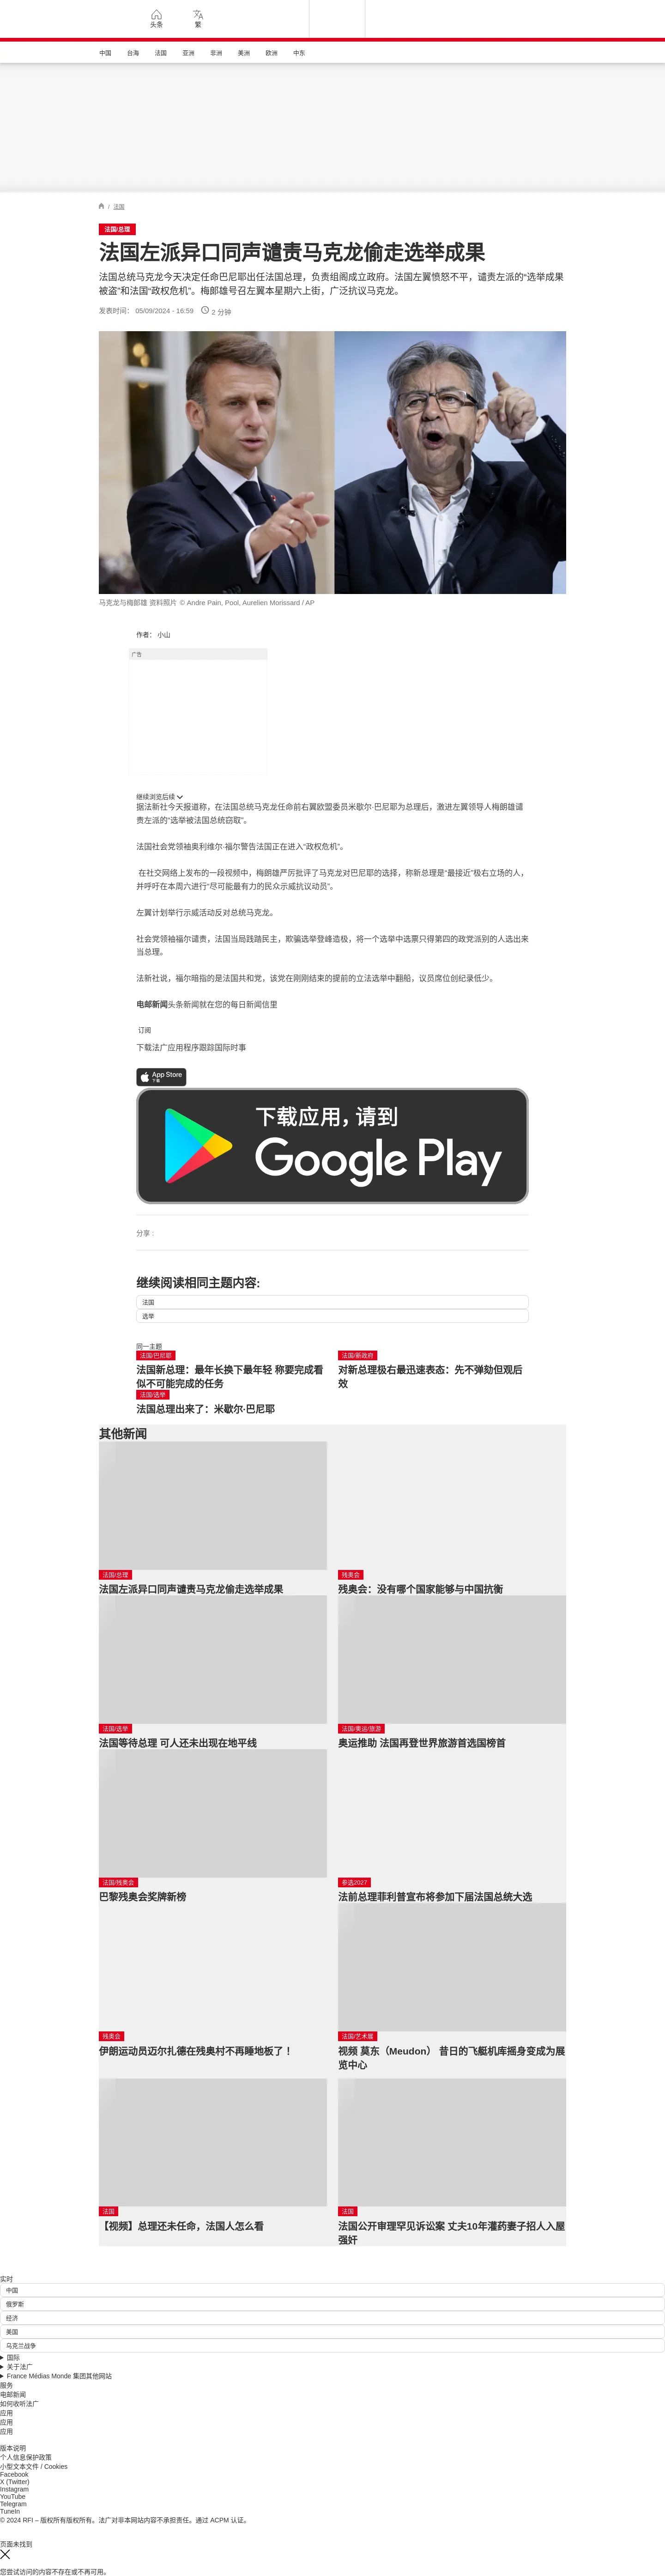 头条
繁
中国
台海
法国
亚洲
非洲
美洲
欧洲
中东
/ 法国
法国/总理
法国左派异口同声谴责马克龙偷走选举成果
法国总统马克龙今天决定任命巴尼耶出任法国总理，负责组阁成立政府。法国左翼愤怒不平，谴责左派的“选举成果
被盗”和法国“政权危机”。梅郎雄号召左翼本星期六上街，广泛抗议马克龙。
发表时间： 05/09/2024 - 16:59
2 分钟
马克龙与梅郎雄 资料照片 © Andre Pain, Pool, Aurelien Morissard / AP
作者： 小山
广告
继续浏览后续
据法新社今天报道称，在法国总统马克龙任命前右翼欧盟委员米歇尔·巴尼耶为总理后，激进左翼领导人梅朗雄谴
责左派的“选举被法国总统窃取”。
法国社会党领袖奥利维尔·福尔警告法国正在进入“政权危机”。
在社交网络上发布的一段视频中，梅朗雄严厉批评了马克龙对巴尼耶的选择，称新总理是“最接近”极右立场的人，
并呼吁在本周六进行“尽可能最有力的民众示威抗议动员”。
左翼计划举行示威活动反对总统马克龙。
社会党领袖福尔谴责，法国当局践踏民主，欺骗选举登峰造极，将一个选举中选票只得第四的政党派别的人选出来
当总理。
法新社说，福尔暗指的是法国共和党，该党在刚刚结束的提前的立法选举中翻船，议员席位创纪录低少。
电邮新闻头条新闻就在您的每日新闻信里
订阅
下载法广应用程序跟踪国际时事
App Store
下载
下载应用，请到
Google Play
分享 :
继续阅读相同主题内容:
法国
选举
同一主题
法国/巴尼耶
法国新总理：最年长换下最年轻 称要完成看
似不可能完成的任务
法国/新政府
对新总理极右最迅速表态：先不弹劾但观后
效
法国/选举
法国总理出来了：米歇尔·巴尼耶
其他新闻
法国/总理
法国左派异口同声谴责马克龙偷走选举成果
残奥会
残奥会：没有哪个国家能够与中国抗衡
法国/选举
法国等待总理 可人还未出现在地平线
法国/奥运/旅游
奥运推助 法国再登世界旅游首选国榜首
法国/残奥会
巴黎残奥会奖牌新榜
参选2027
法前总理菲利普宣布将参加下届法国总统大选
残奥会
伊朗运动员迈尔扎德在残奥村不再睡地板了！
法国/艺术展
视频 莫东（Meudon） 昔日的飞艇机库摇身变成为展
览中心
法国
【视频】总理还未任命，法国人怎么看
法国
法国公开审理罕见诉讼案 丈夫10年灌药妻子招人入屋
强奸
实时
中国
俄罗斯
经济
美国
乌克兰战争
国际
关于法广
France Médias Monde 集团其他网站
服务
电邮新闻
如何收听法广
应用
应用
应用
版本说明
个人信息保护政策
小型文本文件 / Cookies
Facebook
X (Twitter)
Instagram
YouTube
Telegram
TuneIn
© 2024 RFI – 版权所有版权所有。法广对非本网站内容不承担责任。通过 ACPM 认证。
页面未找到
您尝试访问的内容不存在或不再可用。